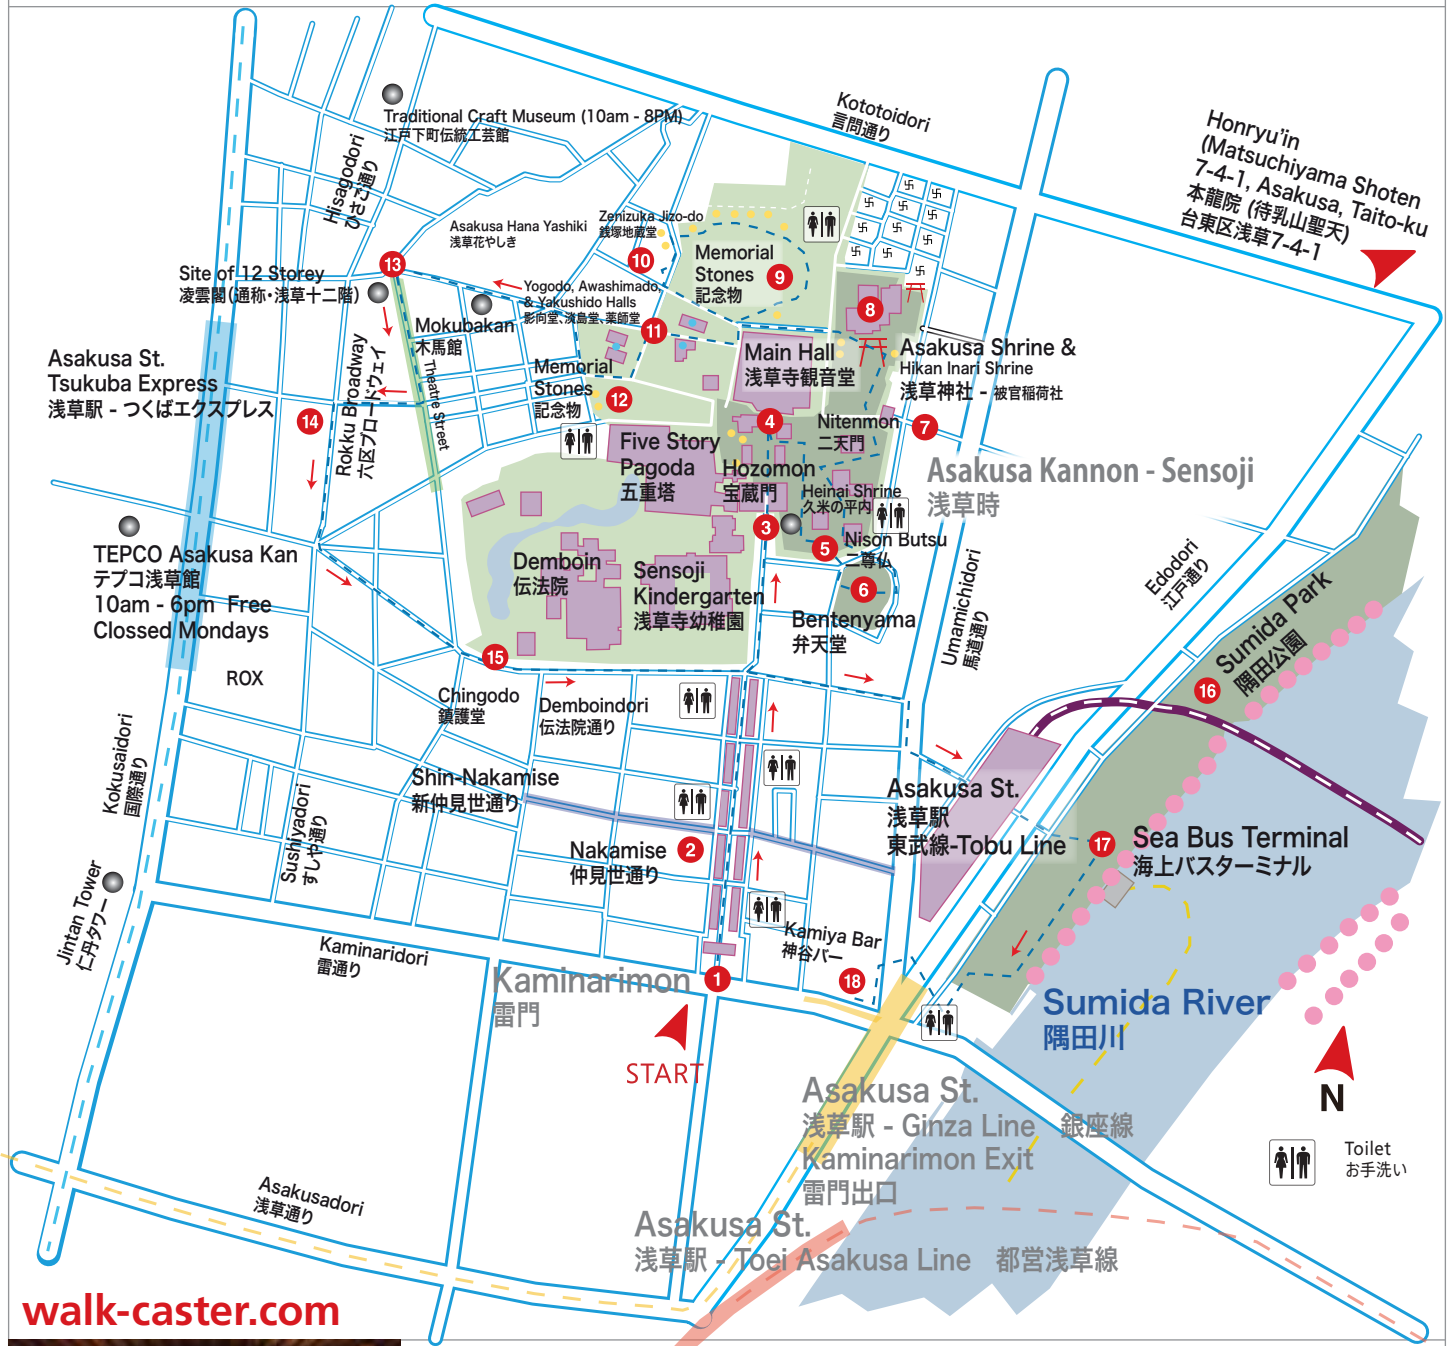 Kototoidori
言問通り
Honryu'in
(Matsuchiyama Shoten
7-4-1, Asakusa, Taito-ku
本龍院 (待乳山聖天)
台東区浅草7-4-1
Traditional Craft Museum (10am - 8PM)
江戸下町伝統工芸館
Hisagodori
ひさご通り
Asakusa Hana Yashiki
浅草花やしき
Zenizuka Jizo-do
銭塚地蔵堂
10
Memorial
Stones
記念物
9
13
Site of 12 Storey
凌雲閣(通称・浅草十二階)
Yogodo, Awashimado,
& Yakushido Halls
影向堂、淡島堂、薬師堂
11
8
Mokubakan
木馬館
Asakusa St.
Tsukuba Express
浅草駅 - つくばエクスプレス
Rokku Broadway
六区ブロードウェイ
Theatre Street
14
Memorial
Stones
記念物
12
Main Hall
浅草寺観音堂
Asakusa Shrine &
Hikan Inari Shrine
浅草神社 - 被官稲荷社
4
Nitenmon
二天門
7
Five Story
Pagoda
五重塔
Hozomon
宝蔵門
Asakusa Kannon - Sensoji
浅草時
Heinai Shrine
久米の平内
3
5
Nison Butsu
二尊仏
6
TEPCO Asakusa Kan
テプコ浅草館
10am - 6pm  Free
Clossed Mondays
Demboin
伝法院
Sensoji
Kindergarten
浅草寺幼稚園
Bentenyama
弁天堂
Umamichidori
馬道通り
Edodori
江戸通り
Sumida Park
隅田公園
16
15
ROX
Chingodo
鎮護堂
Demboindori
伝法院通り
Kokusaidori
国際通り
Shin-Nakamise
新仲見世通り
Sushiyadori
すしや通り
Nakamise
仲見世通り
2
Asakusa St.
浅草駅
東武線-Tobu Line
17
Sea Bus Terminal
海上バスターミナル
Jintan Tower
仁丹タワー
Kaminaridori
雷通り
Kaminarimon
雷門
1
START
Kamiya Bar
神谷バー
18
Sumida River
隅田川
N
Toilet
お手洗い
Asakusa St.
浅草駅 - Ginza Line　銀座線
Kaminarimon Exit
雷門出口
Asakusa St.
浅草駅 - Toei Asakusa Line　都営浅草線
Asakusadori
浅草通り
walk-caster.com